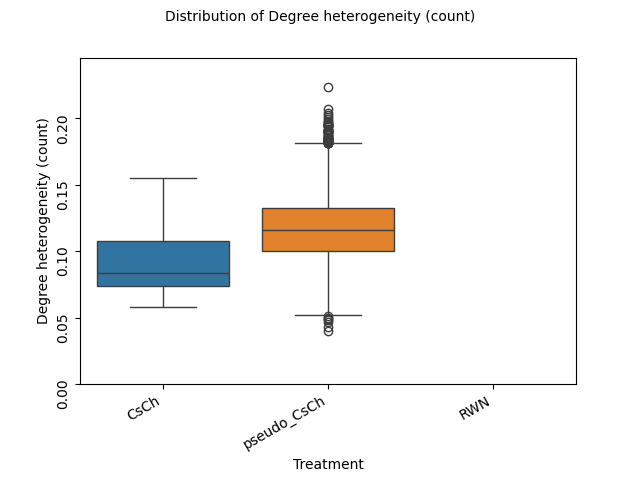 Distribution of Degree heterogeneity (count)
Degree heterogeneity (count)
0.20
0.15
0.10
0.05
0.00
CsCh
pseudo_CsCh
RWN
Treatment